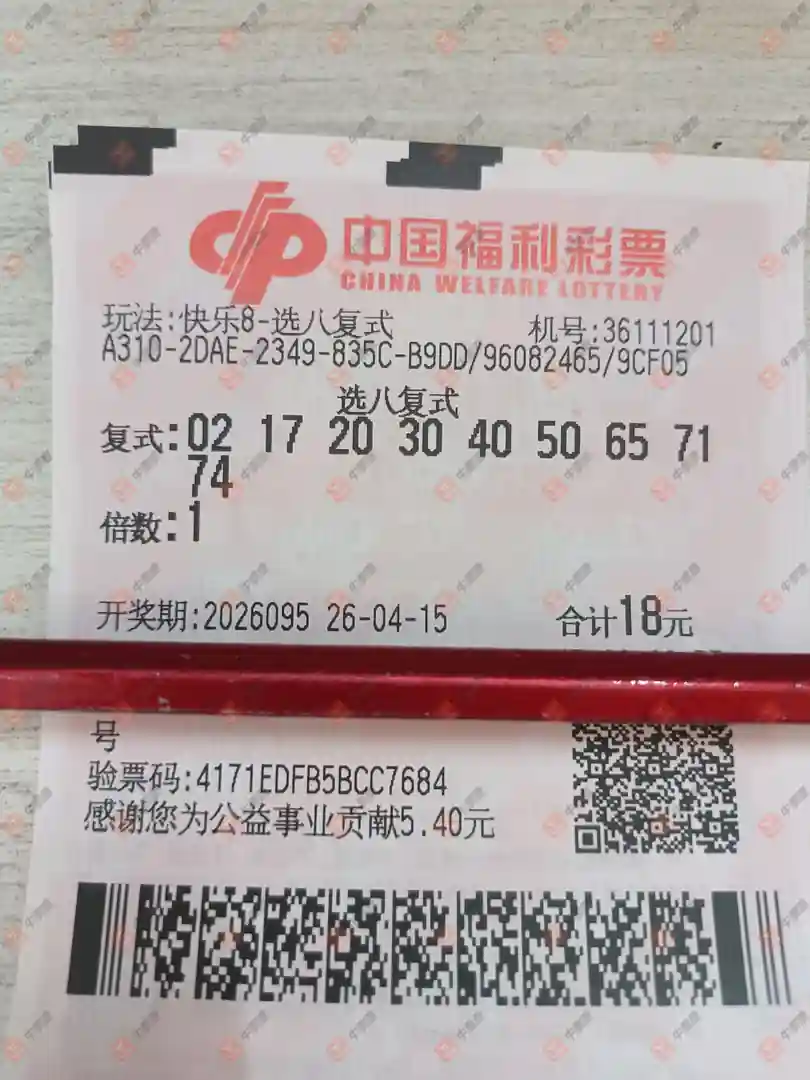 中国福利彩票
CHINA WELFARE LOTTERY
玩法:快乐8-选八复式 机号:36111201
A310-2DAE-2349-835C-B9DD/96082465/9CF05
选八复式
复式:02 17 20 30 40 50 65 71
74
倍数:1
开奖期:2026095 26-04-15 合计18元
号
验票码:4171EDFB5BCC7684
感谢您为公益事业贡献5.40元